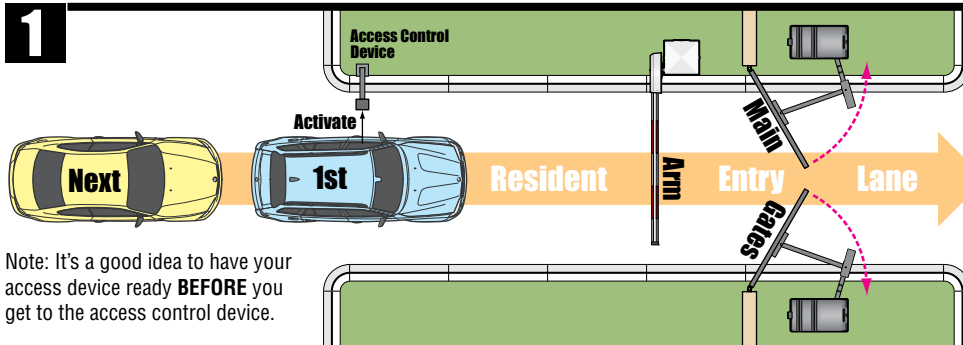 1
Access Control
Device
Activate
Next
1st
Resident
Arm
Main
Gates
Entry
Lane
Note: It’s a good idea to have your
access device ready BEFORE you
get to the access control device.